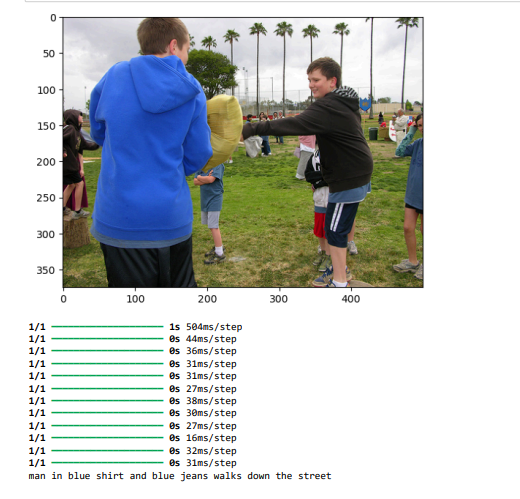 0
50
100
150
200
250
300
350
0 100 200 300 400
1/1 ━━━━━━━━━━━━━━━━━━━━ 1s 504ms/step
1/1 ━━━━━━━━━━━━━━━━━━━━ 0s 44ms/step
1/1 ━━━━━━━━━━━━━━━━━━━━ 0s 36ms/step
1/1 ━━━━━━━━━━━━━━━━━━━━ 0s 31ms/step
1/1 ━━━━━━━━━━━━━━━━━━━━ 0s 31ms/step
1/1 ━━━━━━━━━━━━━━━━━━━━ 0s 27ms/step
1/1 ━━━━━━━━━━━━━━━━━━━━ 0s 38ms/step
1/1 ━━━━━━━━━━━━━━━━━━━━ 0s 30ms/step
1/1 ━━━━━━━━━━━━━━━━━━━━ 0s 27ms/step
1/1 ━━━━━━━━━━━━━━━━━━━━ 0s 16ms/step
1/1 ━━━━━━━━━━━━━━━━━━━━ 0s 32ms/step
1/1 ━━━━━━━━━━━━━━━━━━━━ 0s 31ms/step
man in blue shirt and blue jeans walks down the street